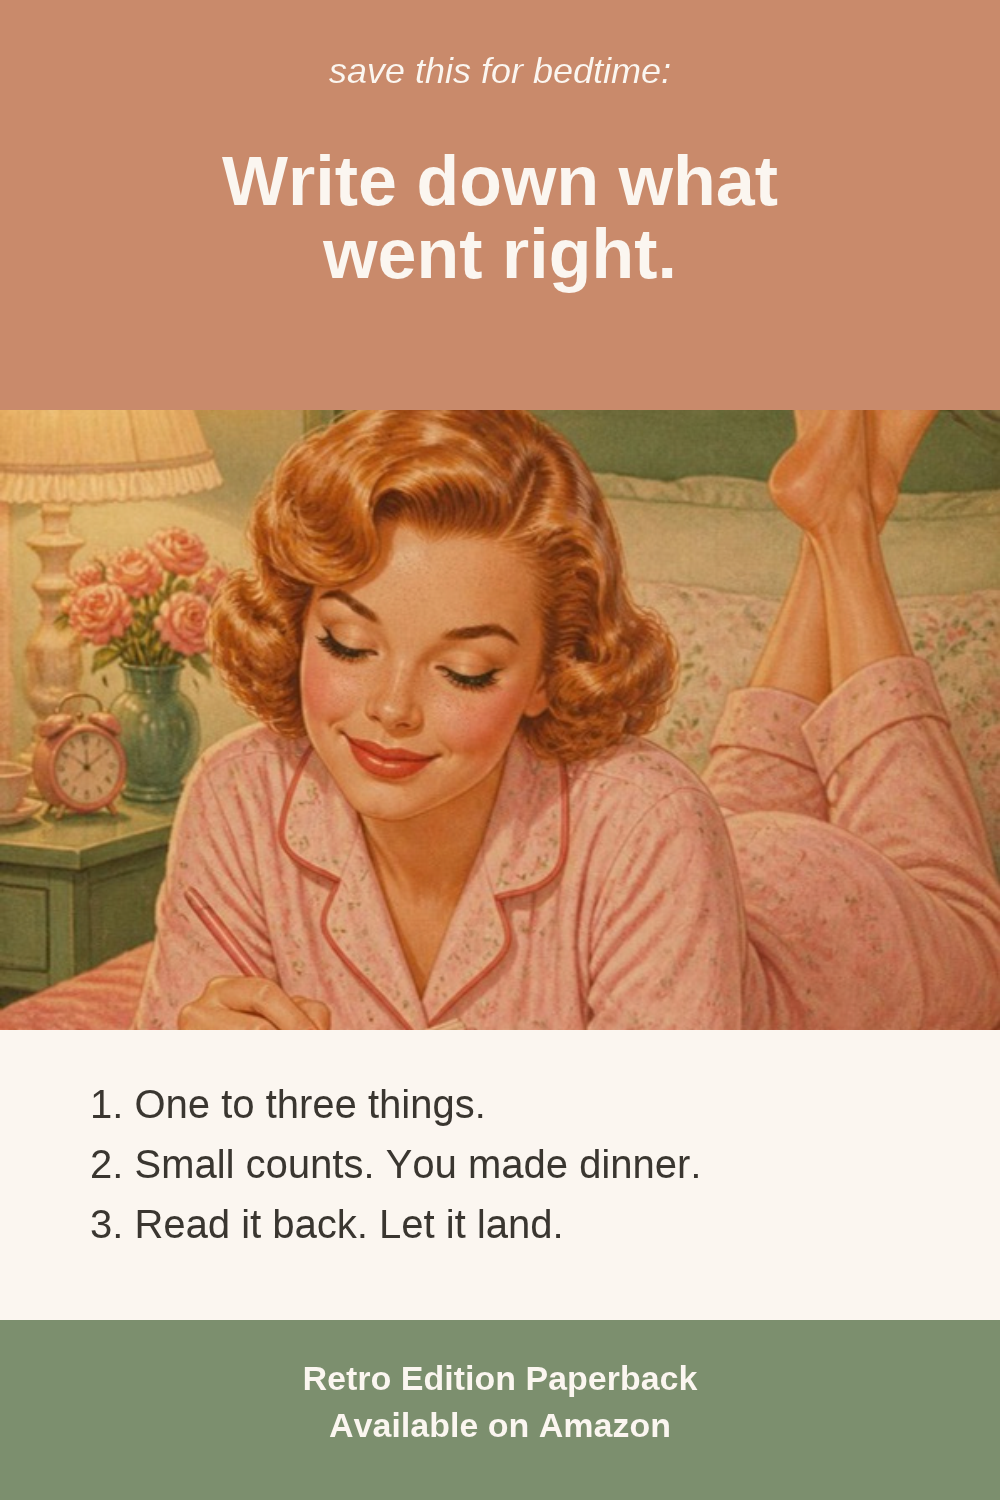 save this for bedtime:
Write down what
went right.
1. One to three things.
2. Small counts. You made dinner.
3. Read it back. Let it land.
Retro Edition Paperback
Available on Amazon